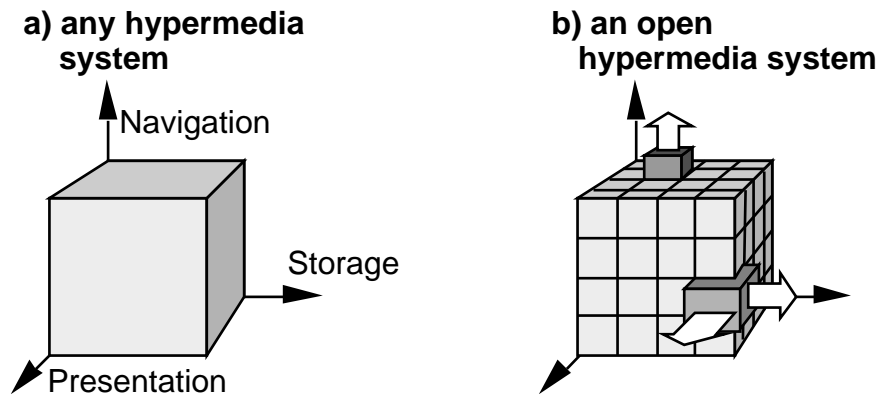 a) any hypermedia
system
Navigation
Storage
Presentation
b) an open
hypermedia system